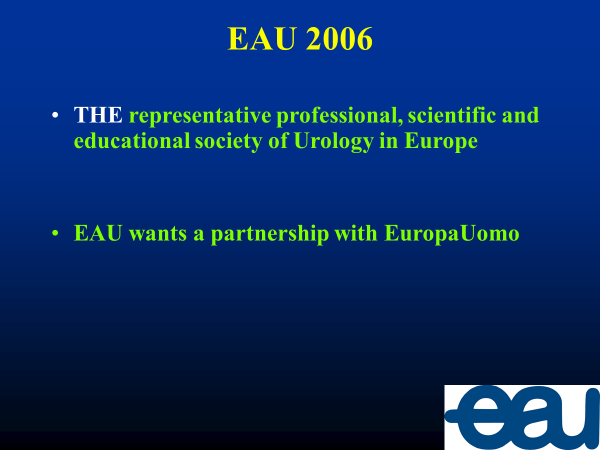 EAU 2006
• THE representative professional, scientific and
educational society of Urology in Europe
• EAU wants a partnership with EuropaUomo
eau